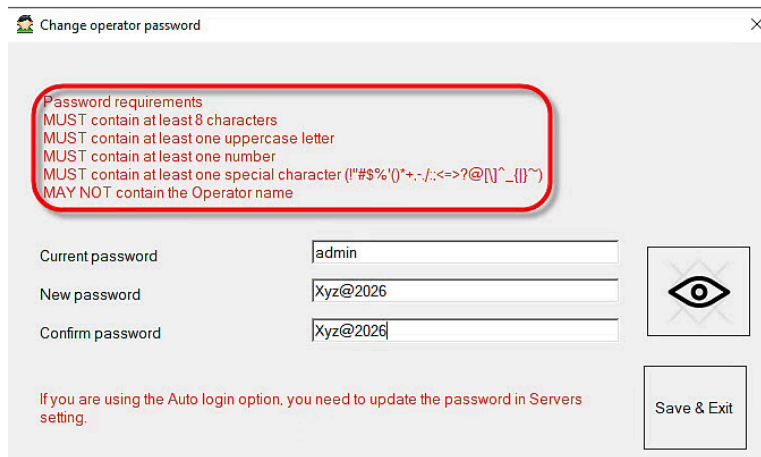 Change operator password
Password requirements
MUST contain at least 8 characters
MUST contain at least one uppercase letter
MUST contain at least one number
MUST contain at least one special character (!"#$%'()*+,-./:;<=>?@[\]^_{|}~)
MAY NOT contain the Operator name
Current password
admin
New password
Xyz@2026
Confirm password
Xyz@2026
If you are using the Auto login option, you need to update the password in Servers
setting.
Save & Exit